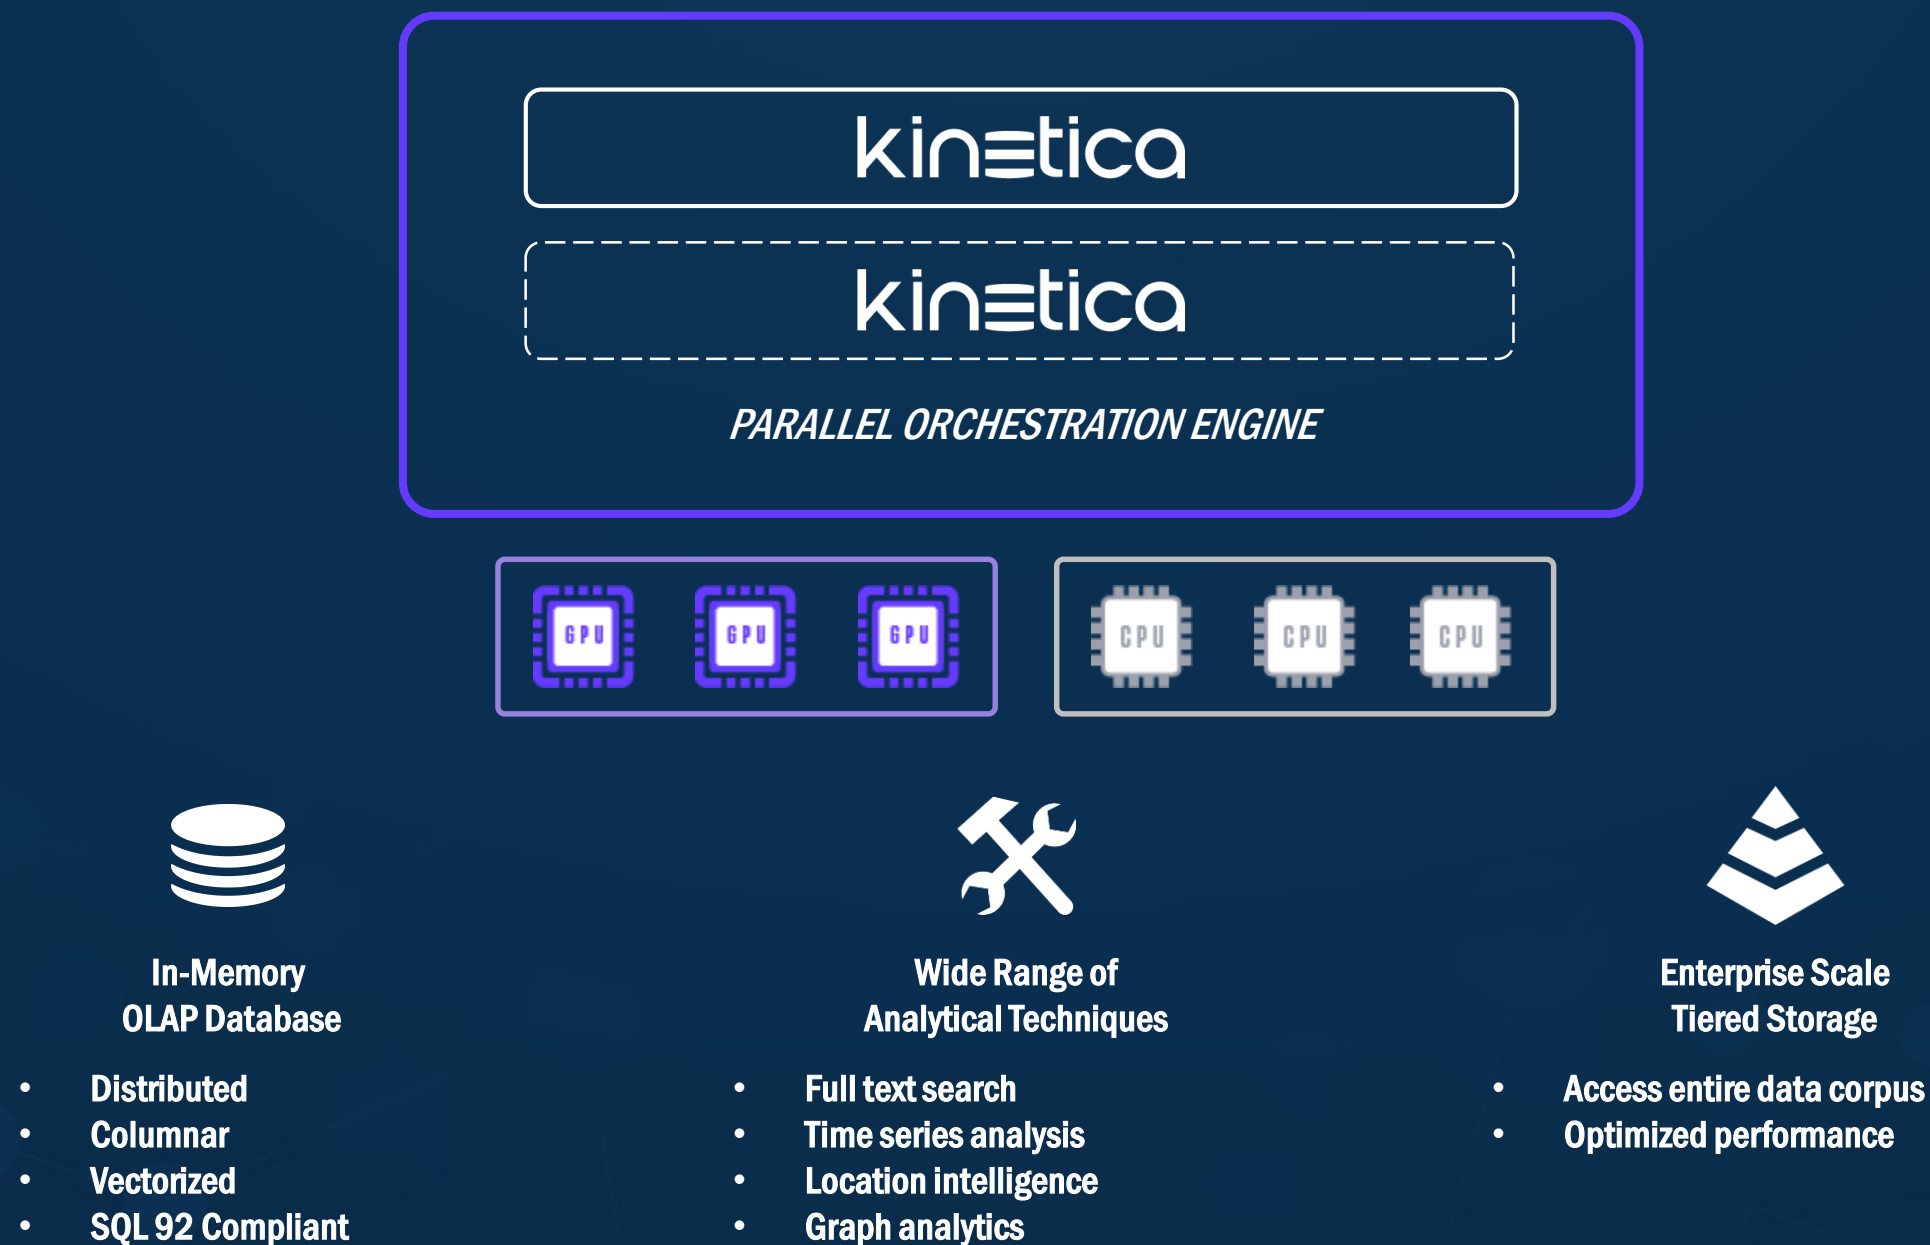 kinetica
kinetica
PARALLEL ORCHESTRATION ENGINE
GPU GPU GPU CPU CPU CPU
In-Memory
OLAP Database
• Distributed
• Columnar
• Vectorized
• SQL 92 Compliant
Wide Range of
Analytical Techniques
• Full text search
• Time series analysis
• Location intelligence
• Graph analytics
Enterprise Scale
Tiered Storage
• Access entire data corpus
• Optimized performance